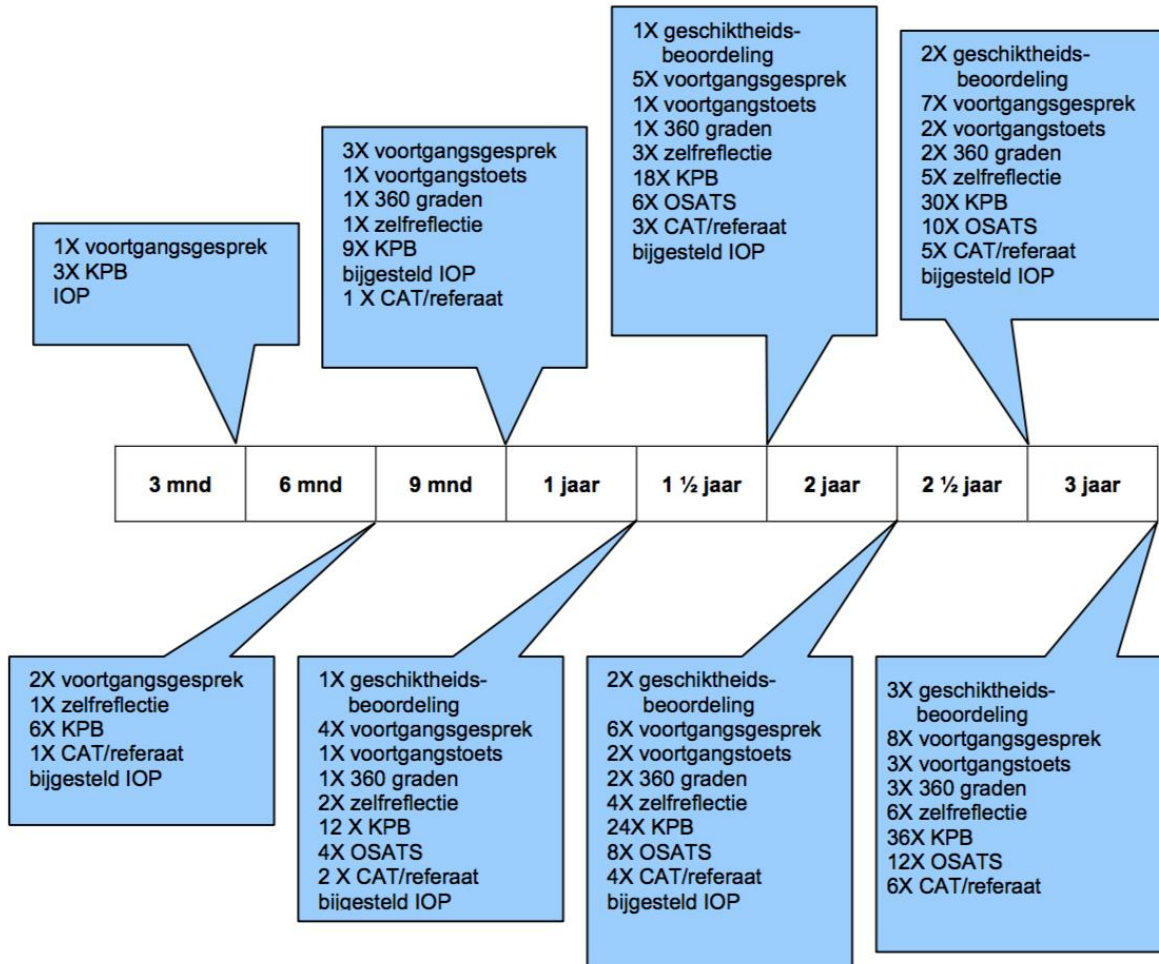 1X voortgangsgesprek
3X KPB
IOP
3X voortgangsgesprek
1X voortgangstoets
1X 360 graden
1X zelfreflectie
9X KPB
bijgesteld IOP
1 X CAT/referaat
1X geschiktheids-
beoordeling
5X voortgangsgesprek
1X voortgangstoets
1X 360 graden
3X zelfreflectie
18X KPB
6X OSATS
3X CAT/referaat
bijgesteld IOP
2X geschiktheids-
beoordeling
7X voortgangsgesprek
2X voortgangstoets
2X 360 graden
5X zelfreflectie
30X KPB
10X OSATS
5X CAT/referaat
bijgesteld IOP
3 mnd 6 mnd 9 mnd 1 jaar 1 ½ jaar 2 jaar 2 ½ jaar 3 jaar
2X voortgangsgesprek
1X zelfreflectie
6X KPB
1X CAT/referaat
bijgesteld IOP
1X geschiktheids-
beoordeling
4X voortgangsgesprek
1X voortgangstoets
1X 360 graden
2X zelfreflectie
12 X KPB
4X OSATS
2 X CAT/referaat
bijgesteld IOP
2X geschiktheids-
beoordeling
6X voortgangsgesprek
2X voortgangstoets
2X 360 graden
4X zelfreflectie
24X KPB
8X OSATS
4X CAT/referaat
bijgesteld IOP
3X geschiktheids-
beoordeling
8X voortgangsgesprek
3X voortgangstoets
3X 360 graden
6X zelfreflectie
36X KPB
12X OSATS
6X CAT/referaat